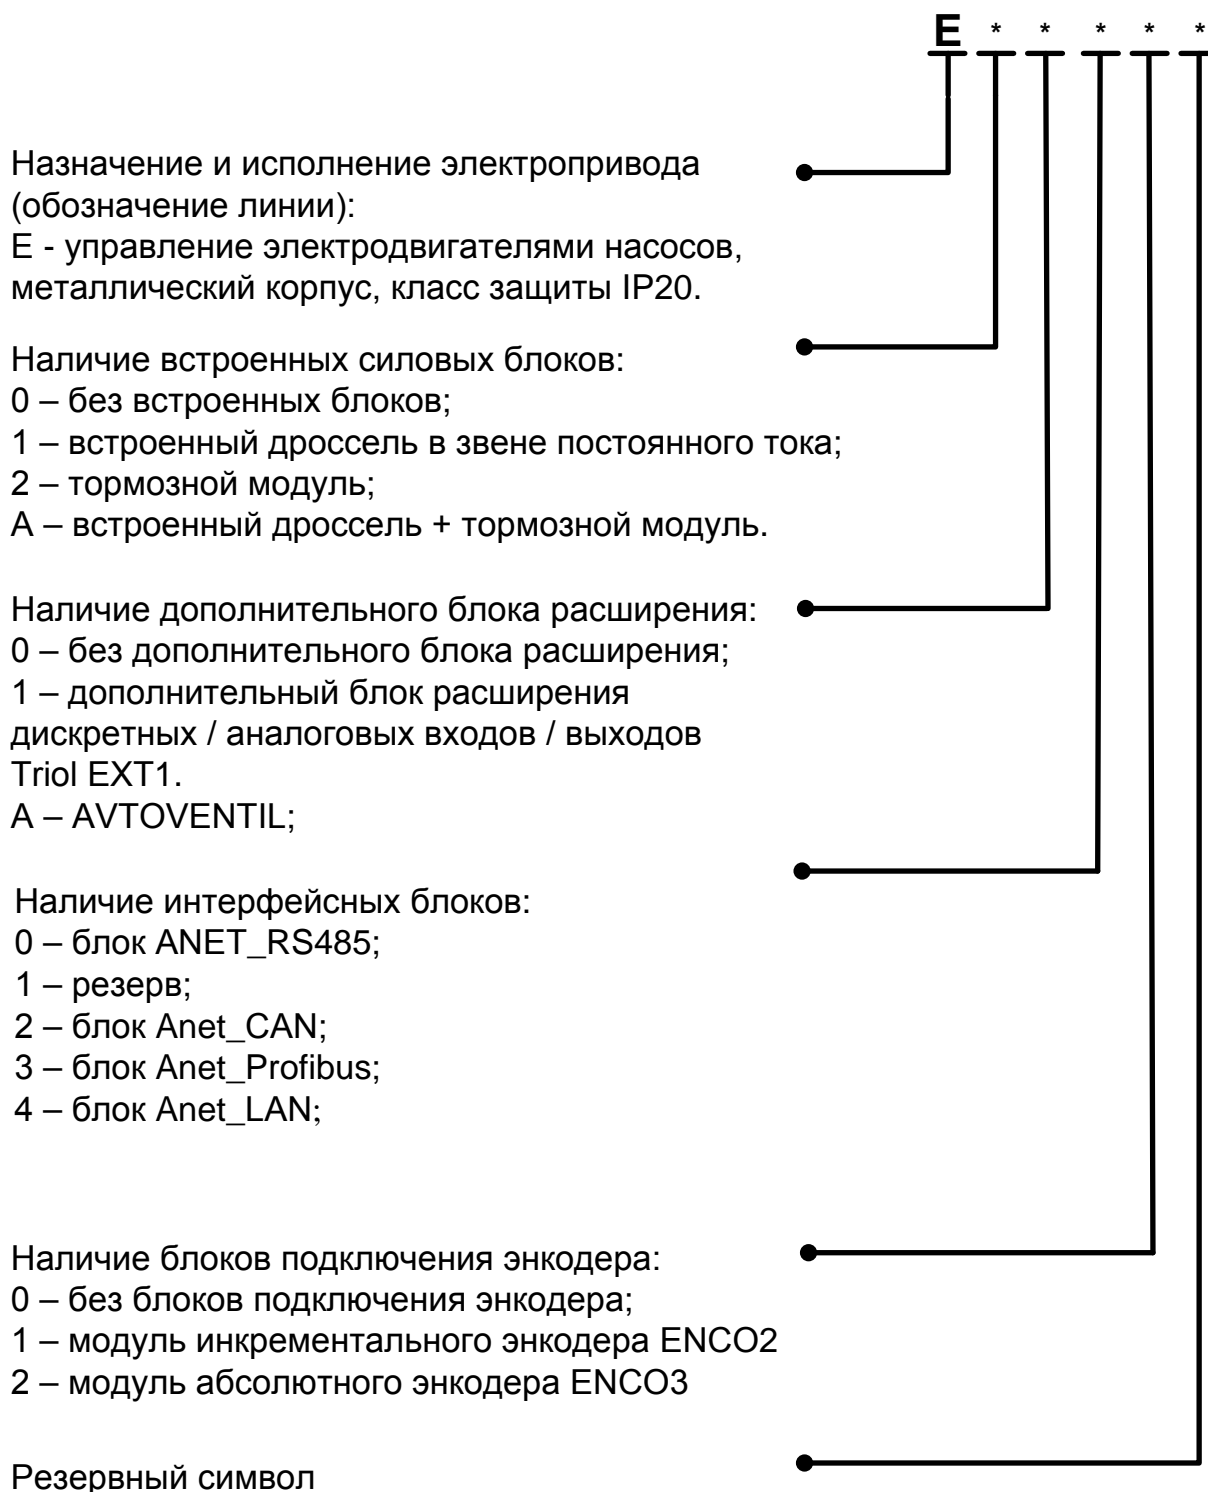 E * * * * *
Назначение и исполнение электропривода
(обозначение линии):
Е - управление электродвигателями насосов,
металлический корпус, класс защиты IP20.
Наличие встроенных силовых блоков:
0 – без встроенных блоков;
1 – встроенный дроссель в звене постоянного тока;
2 – тормозной модуль;
А – встроенный дроссель + тормозной модуль.
Наличие дополнительного блока расширения:
0 – без дополнительного блока расширения;
1 – дополнительный блок расширения
дискретных / аналоговых входов / выходов
Triol EXT1.
A – AVTOVENTIL;
Наличие интерфейсных блоков:
0 – блок ANET_RS485;
1 – резерв;
2 – блок Anet_CAN;
3 – блок Anet_Profibus;
4 – блок Anet_LAN;
Наличие блоков подключения энкодера:
0 – без блоков подключения энкодера;
1 – модуль инкрементального энкодера ENCO2
2 – модуль абсолютного энкодера ENCO3
Резервный символ